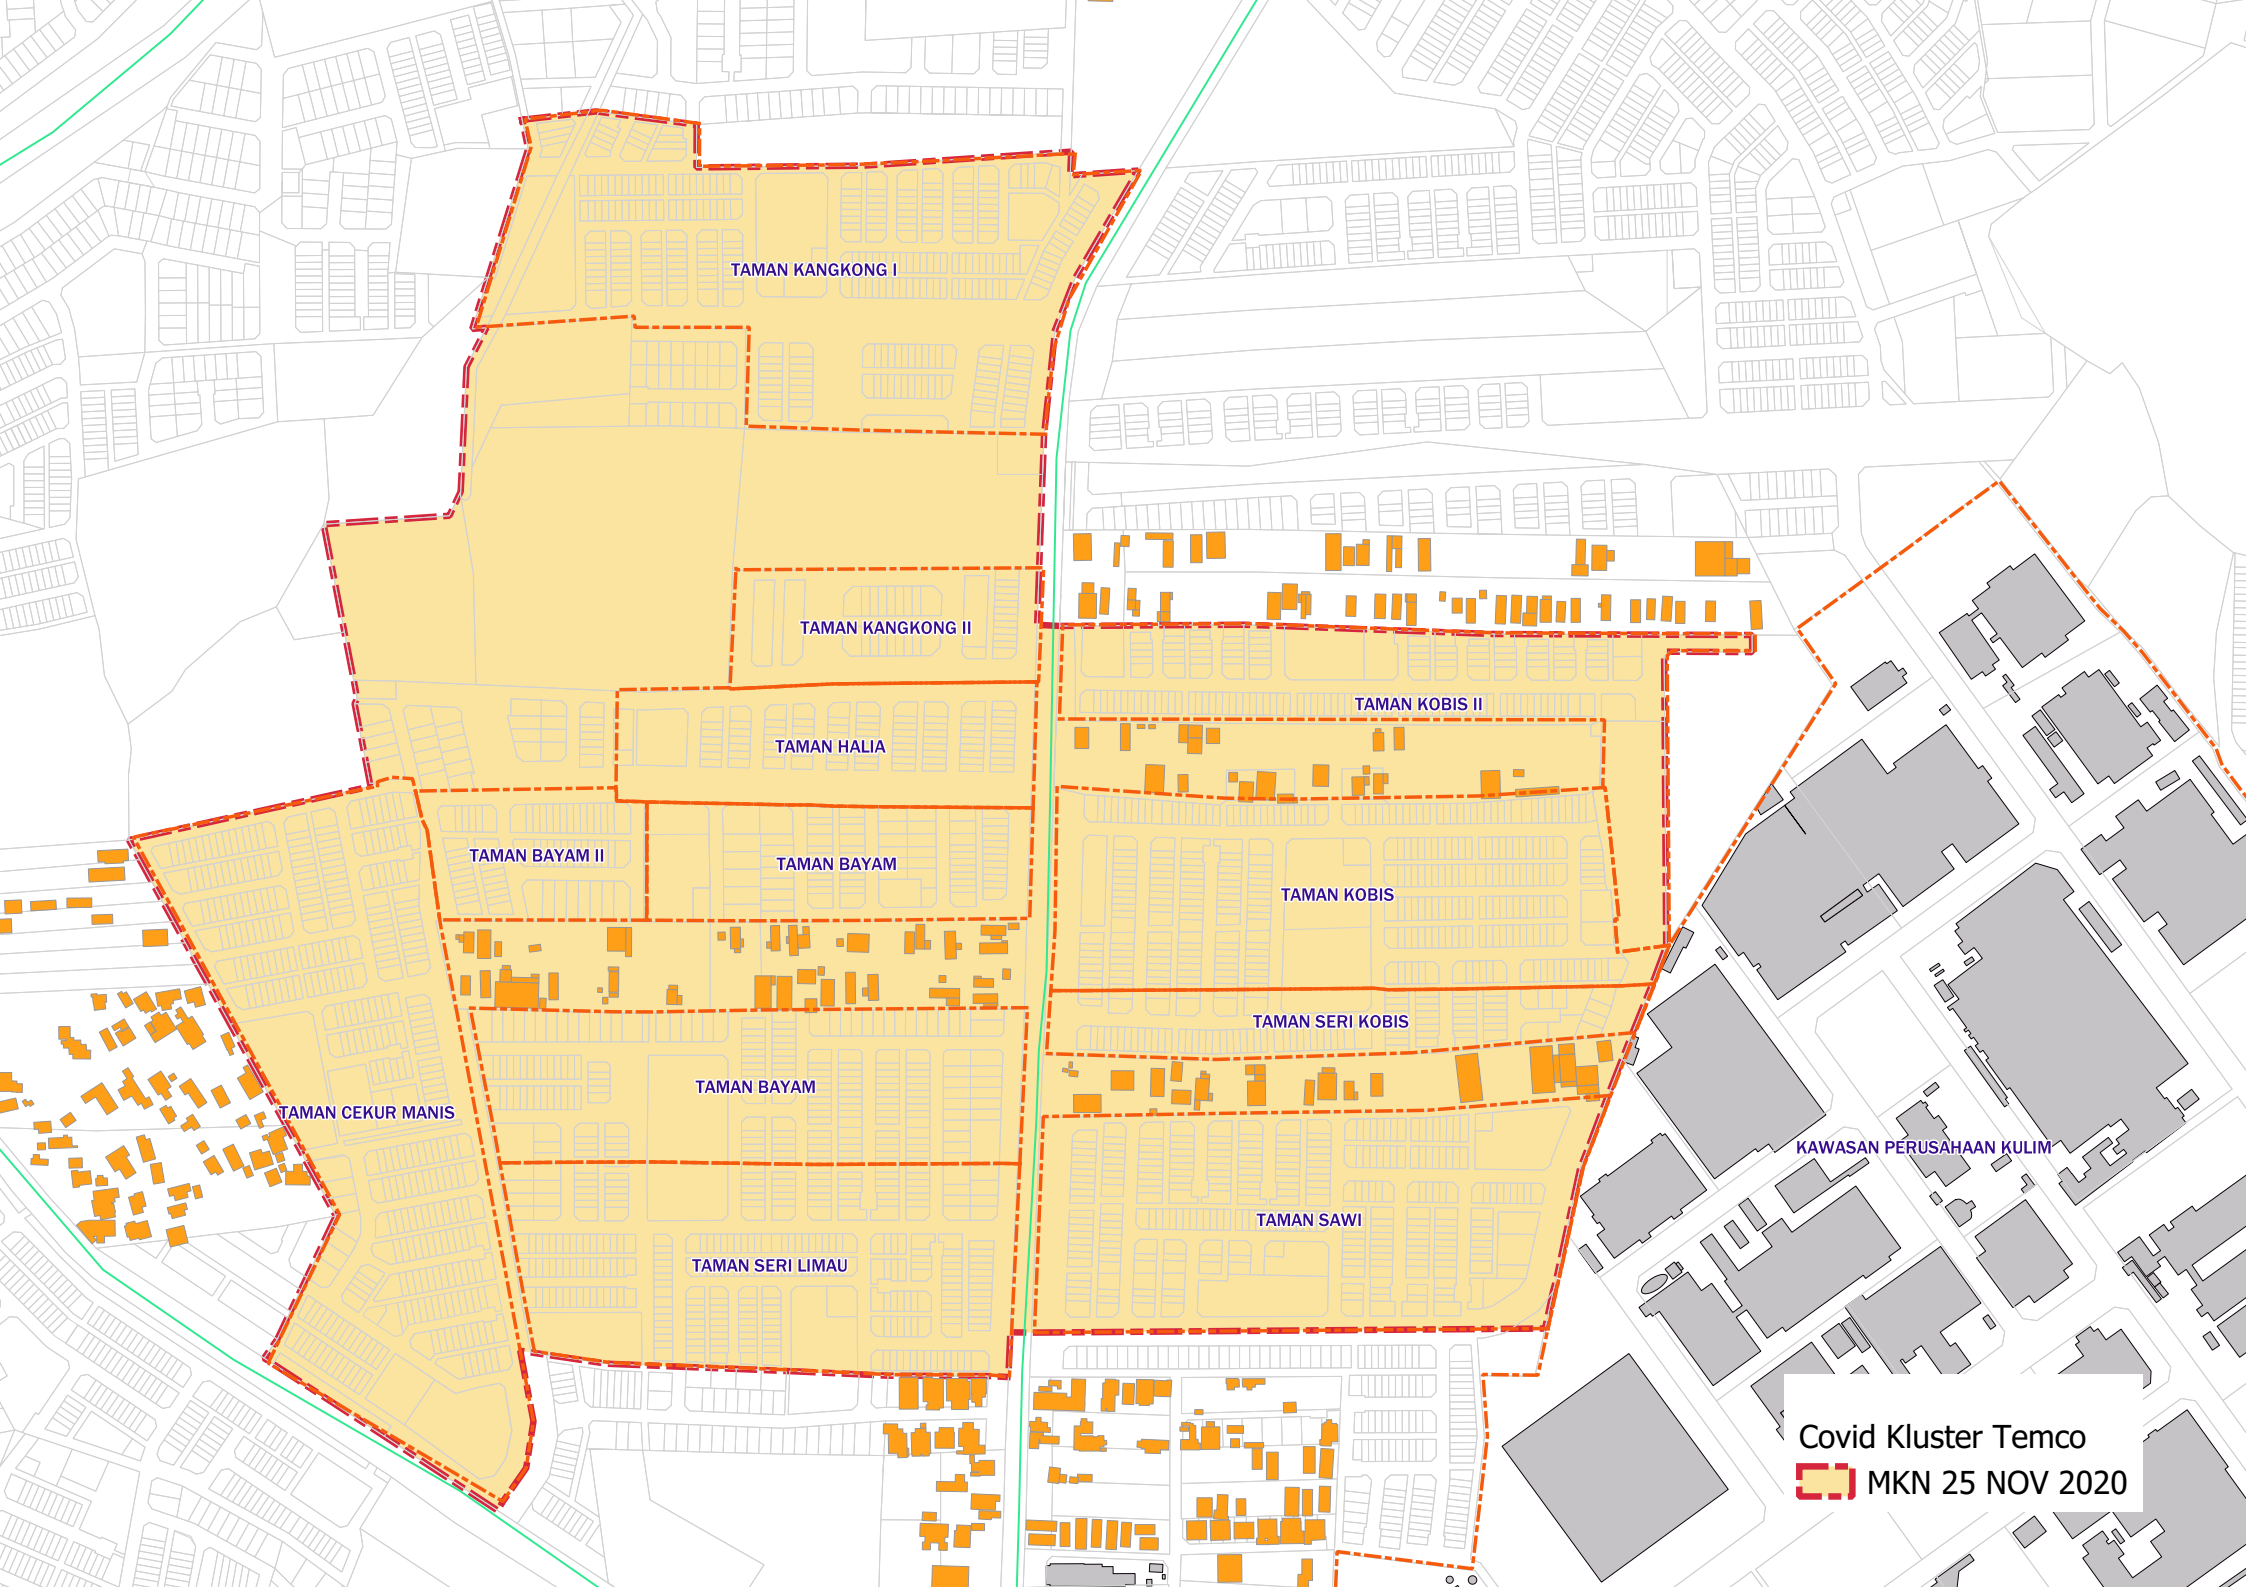 TAMAN KANGKONG I
TAMAN KANGKONG II
TAMAN KOBIS II
TAMAN HALIA
TAMAN BAYAM II
TAMAN BAYAM
TAMAN KOBIS
TAMAN SERI KOBIS
TAMAN BAYAM
TAMAN CEKUR MANIS
KAWASAN PERUSAHAAN KULIM
TAMAN SAWI
TAMAN SERI LIMAU
Covid Kluster Temco
MKN 25 NOV 2020